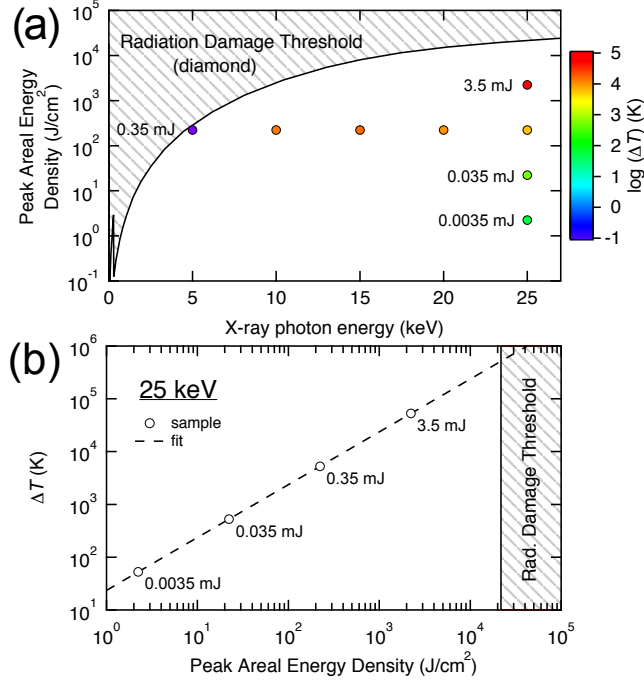 (a)
10^5
10^4
10^3
10^2
10^1
10^0
10^-1
Peak Areal Energy
Density (J/cm^2)
Radiation Damage Threshold
(diamond)
0.35 mJ
3.5 mJ
0.035 mJ
0.0035 mJ
0 5 10 15 20 25
X-ray photon energy (keV)
5
4
3
2
1
0
-1
log (ΔT) (K)
(b)
10^6
10^5
10^4
10^3
10^2
10^1
ΔT (K)
25 keV
sample
fit
3.5 mJ
0.35 mJ
0.035 mJ
0.0035 mJ
Rad. Damage Threshold
10^0 10^1 10^2 10^3 10^4 10^5
Peak Areal Energy Density (J/cm^2)